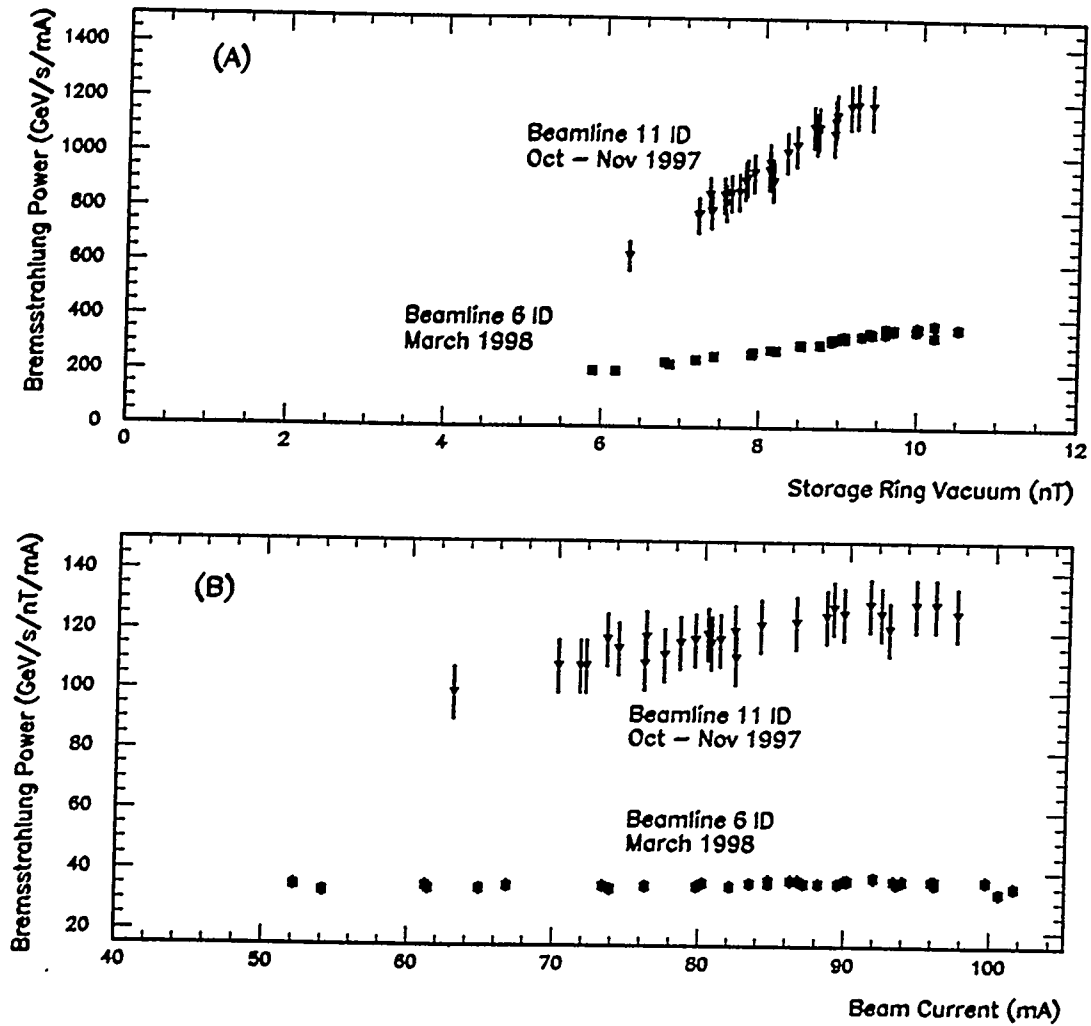 Bremsstrahlung Power (GeV/s/mA)
1400
1200
1000
800
600
400
200
0
(A)
Beamline 11 ID
Oct – Nov 1997
Beamline 6 ID
March 1998
0 2 4 6 8 10 12
Storage Ring Vacuum (nT)
Bremsstrahlung Power (GeV/s/nT/mA)
140
120
100
80
60
40
20
(B)
Beamline 11 ID
Oct – Nov 1997
Beamline 6 ID
March 1998
40 50 60 70 80 90 100
Beam Current (mA)